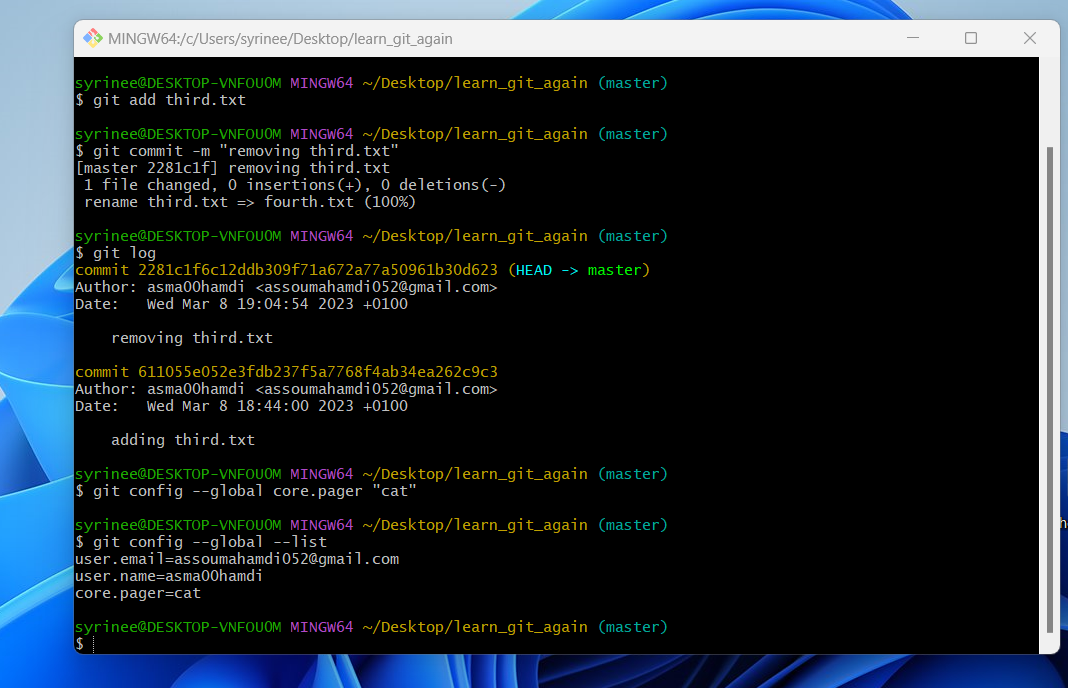 MINGW64:/c/Users/syrinee/Desktop/learn_git_again
syrinee@DESKTOP-VNFOUOM MINGW64 ~/Desktop/learn_git_again (master)
$ git add third.txt
syrinee@DESKTOP-VNFOUOM MINGW64 ~/Desktop/learn_git_again (master)
$ git commit -m "removing third.txt"
[master 2281c1f] removing third.txt
1 file changed, 0 insertions(+), 0 deletions(-)
rename third.txt => fourth.txt (100%)
syrinee@DESKTOP-VNFOUOM MINGW64 ~/Desktop/learn_git_again (master)
$ git log
commit 2281c1f6c12ddb309f71a672a77a50961b30d623 (HEAD -> master)
Author: asma00hamdi <assoumahamdi052@gmail.com>
Date:   Wed Mar 8 19:04:54 2023 +0100
removing third.txt
commit 611055e052e3fdb237f5a7768f4ab34ea262c9c3
Author: asma00hamdi <assoumahamdi052@gmail.com>
Date:   Wed Mar 8 18:44:00 2023 +0100
adding third.txt
syrinee@DESKTOP-VNFOUOM MINGW64 ~/Desktop/learn_git_again (master)
$ git config --global core.pager "cat"
syrinee@DESKTOP-VNFOUOM MINGW64 ~/Desktop/learn_git_again (master)
$ git config --global --list
user.email=assoumahamdi052@gmail.com
user.name=asma00hamdi
core.pager=cat
syrinee@DESKTOP-VNFOUOM MINGW64 ~/Desktop/learn_git_again (master)
$